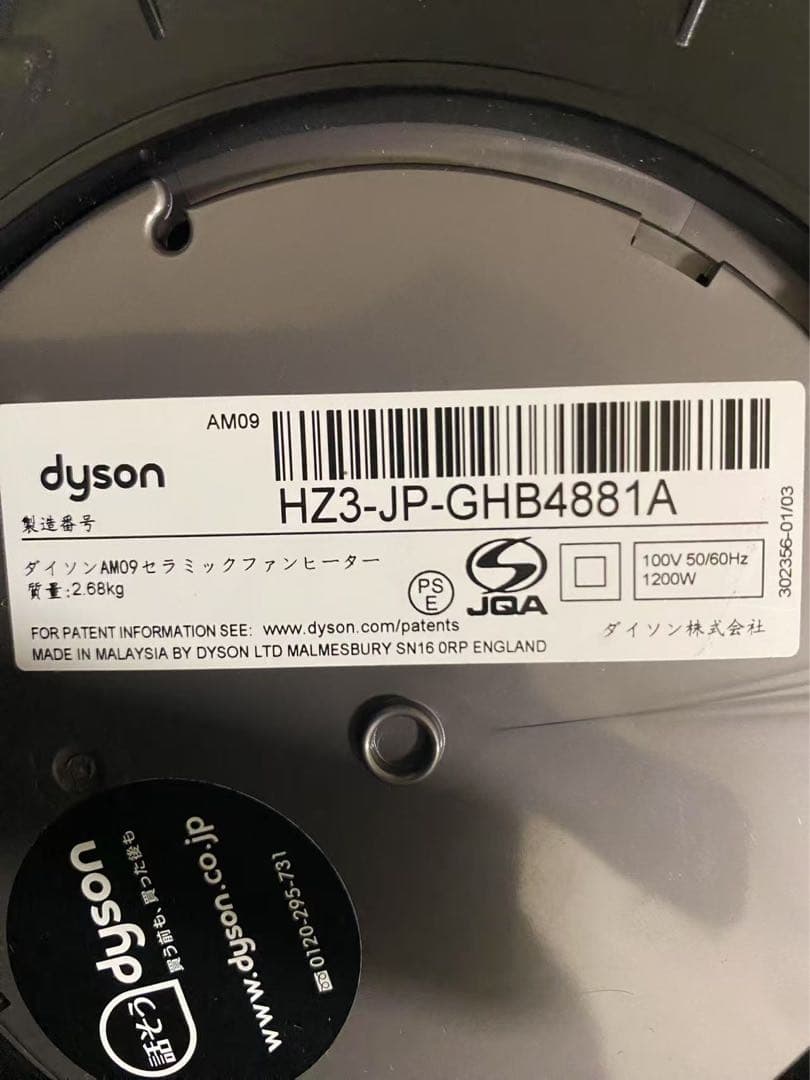 AM09
dyson
HZ3-JP-GHB4881A
製造番号
ダイソンAM09セラミックファンヒーター
質量:2.68kg
PS
E
JQA
100V 50/60Hz
1200W
302356-01/03
FOR PATENT INFORMATION SEE: www.dyson.com/patents
ダイソン株式会社
MADE IN MALAYSIA BY DYSON LTD MALMESBURY SN16 0RP ENGLAND
話そう
dyson
買う前も、買った後も
www.dyson.co.jp
0120-295-731